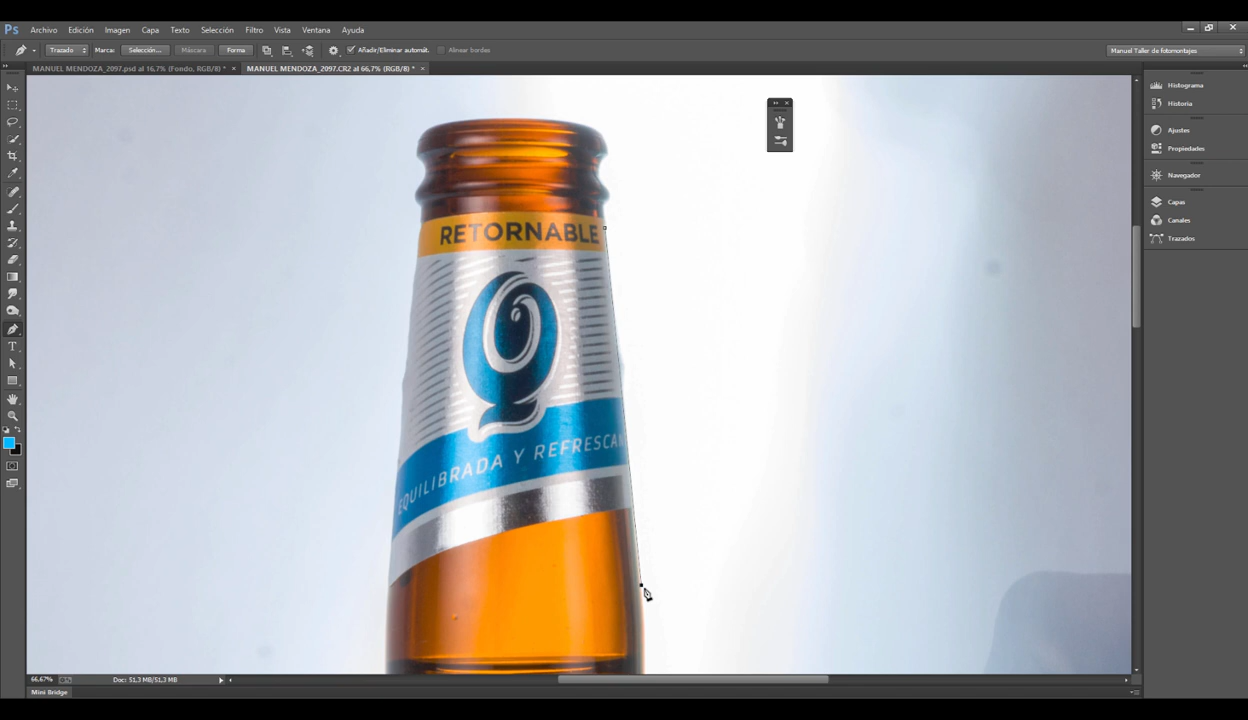 Ps Archivo Edición Imagen Capa Texto Selección Filtro Vista Ventana Ayuda
Trazado Marca: Selección... Máscara Forma Añadir/Eliminar automát. Alinear bordes Manuel Taller de fotomontajes
MANUEL MENDOZA_2097.psd al 16,7% (Fondo, RGB/8) * × MANUEL MENDOZA_2097.CR2 al 66,7% (RGB/8) * ×
Histograma
Historia
Ajustes
Propiedades
Navegador
Capas
Canales
Trazados
RETORNABLE
Q
EQUILIBRADA Y REFRESCAN
66,67% Doc: 51,3 MB/51,3 MB
Mini Bridge